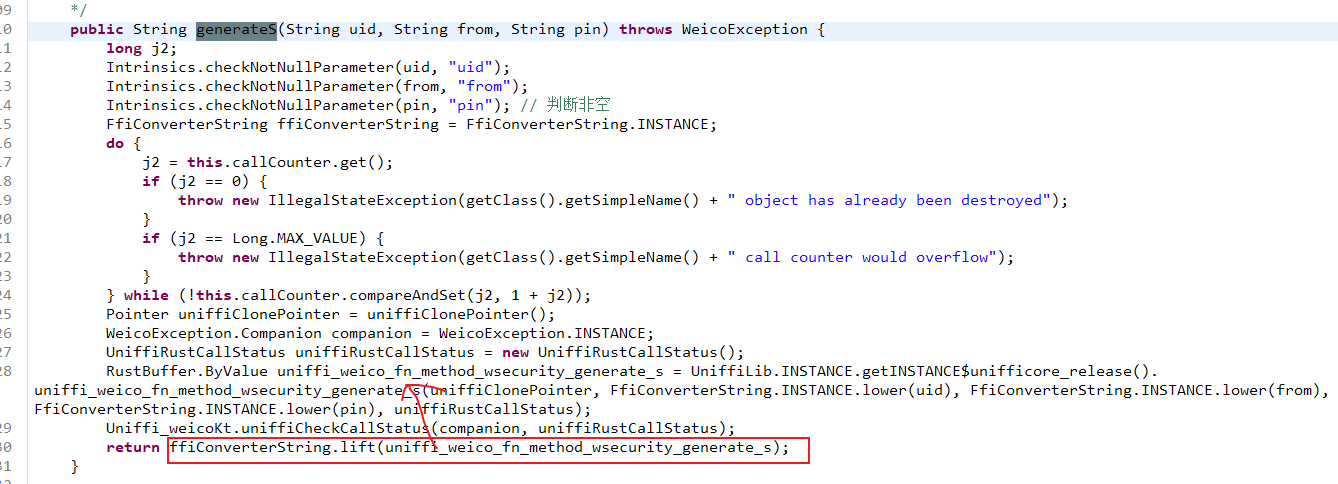 09 */
10 public String generateS(String uid, String from, String pin) throws WeicoException {
11 long j2;
12 Intrinsics.checkNotNullParameter(uid, "uid");
13 Intrinsics.checkNotNullParameter(from, "from");
14 Intrinsics.checkNotNullParameter(pin, "pin"); // 判断非空
15 FfiConverterString ffiConverterString = FfiConverterString.INSTANCE;
16 do {
17 j2 = this.callCounter.get();
18 if (j2 == 0) {
19 throw new IllegalStateException(getClass().getSimpleName() + " object has already been destroyed");
20 }
21 if (j2 == Long.MAX_VALUE) {
22 throw new IllegalStateException(getClass().getSimpleName() + " call counter would overflow");
23 }
24 } while (!this.callCounter.compareAndSet(j2, 1 + j2));
25 Pointer uniffiClonePointer = uniffiClonePointer();
26 WeicoException.Companion companion = WeicoException.INSTANCE;
27 UniffiRustCallStatus uniffiRustCallStatus = new UniffiRustCallStatus();
28 RustBuffer.ByValue uniffi_weico_fn_method_wsecurity_generate_s = UniffiLib.INSTANCE.getINSTANCE$unifficore_release().
uniffi_weico_fn_method_wsecurity_generate_s(uniffiClonePointer, FfiConverterString.INSTANCE.lower(uid), FfiConverterString.INSTANCE.lower(from),
FfiConverterString.INSTANCE.lower(pin), uniffiRustCallStatus);
29 Uniffi_weicoKt.uniffiCheckCallStatus(companion, uniffiRustCallStatus);
30 return ffiConverterString.lift(uniffi_weico_fn_method_wsecurity_generate_s);
31 }